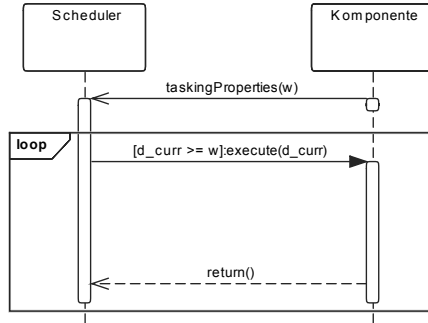 Scheduler
Komponente
taskingProperties(w)
loop
[d_curr >= w]:execute(d_curr)
return()